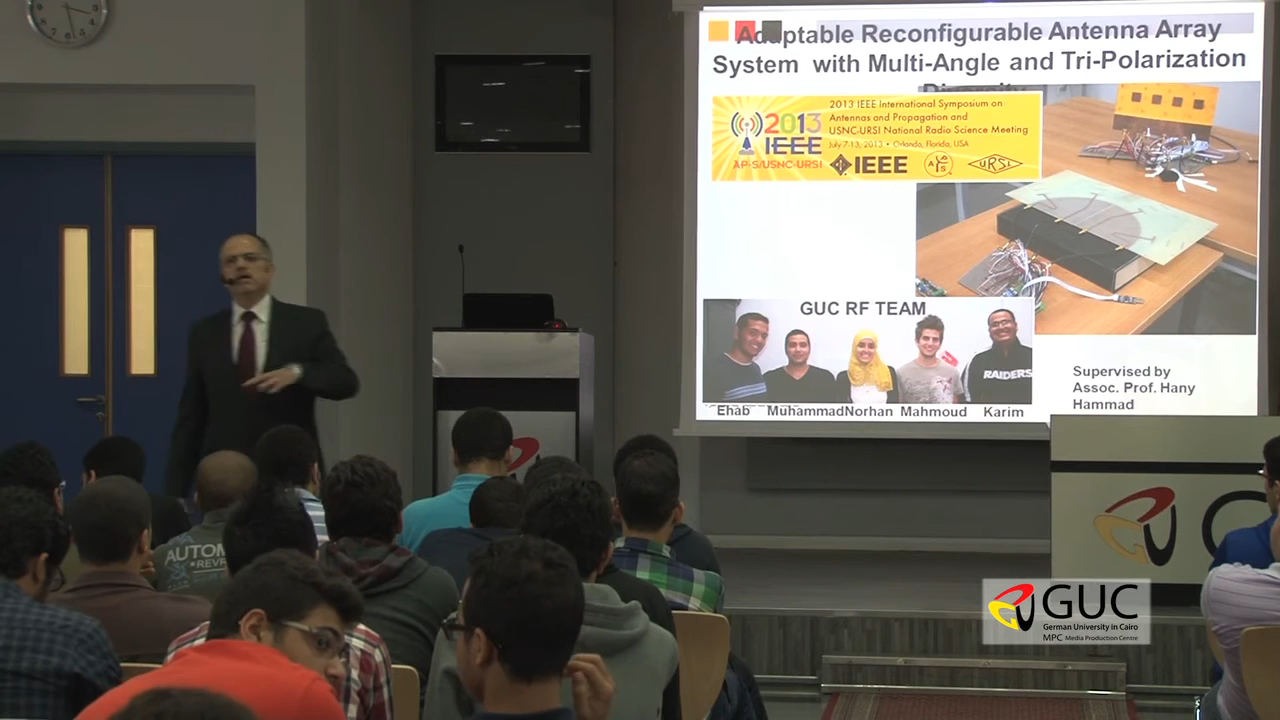 Adaptable Reconfigurable Antenna Array
System with Multi-Angle and Tri-Polarization
Diversity
2013
IEEE
AP-S/USNC-URSI
2013 IEEE International Symposium on
Antennas and Propagation and
USNC-URSI National Radio Science Meeting
July 7-13, 2013 • Orlando, Florida, USA
IEEE
URSI
GUC RF TEAM
RAIDERS
Ehab Muhammad Norhan Mahmoud Karim
Supervised by
Assoc. Prof. Hany
Hammad
AUTOM
REVR
GUC
German University in Cairo
MPC Media Production Centre